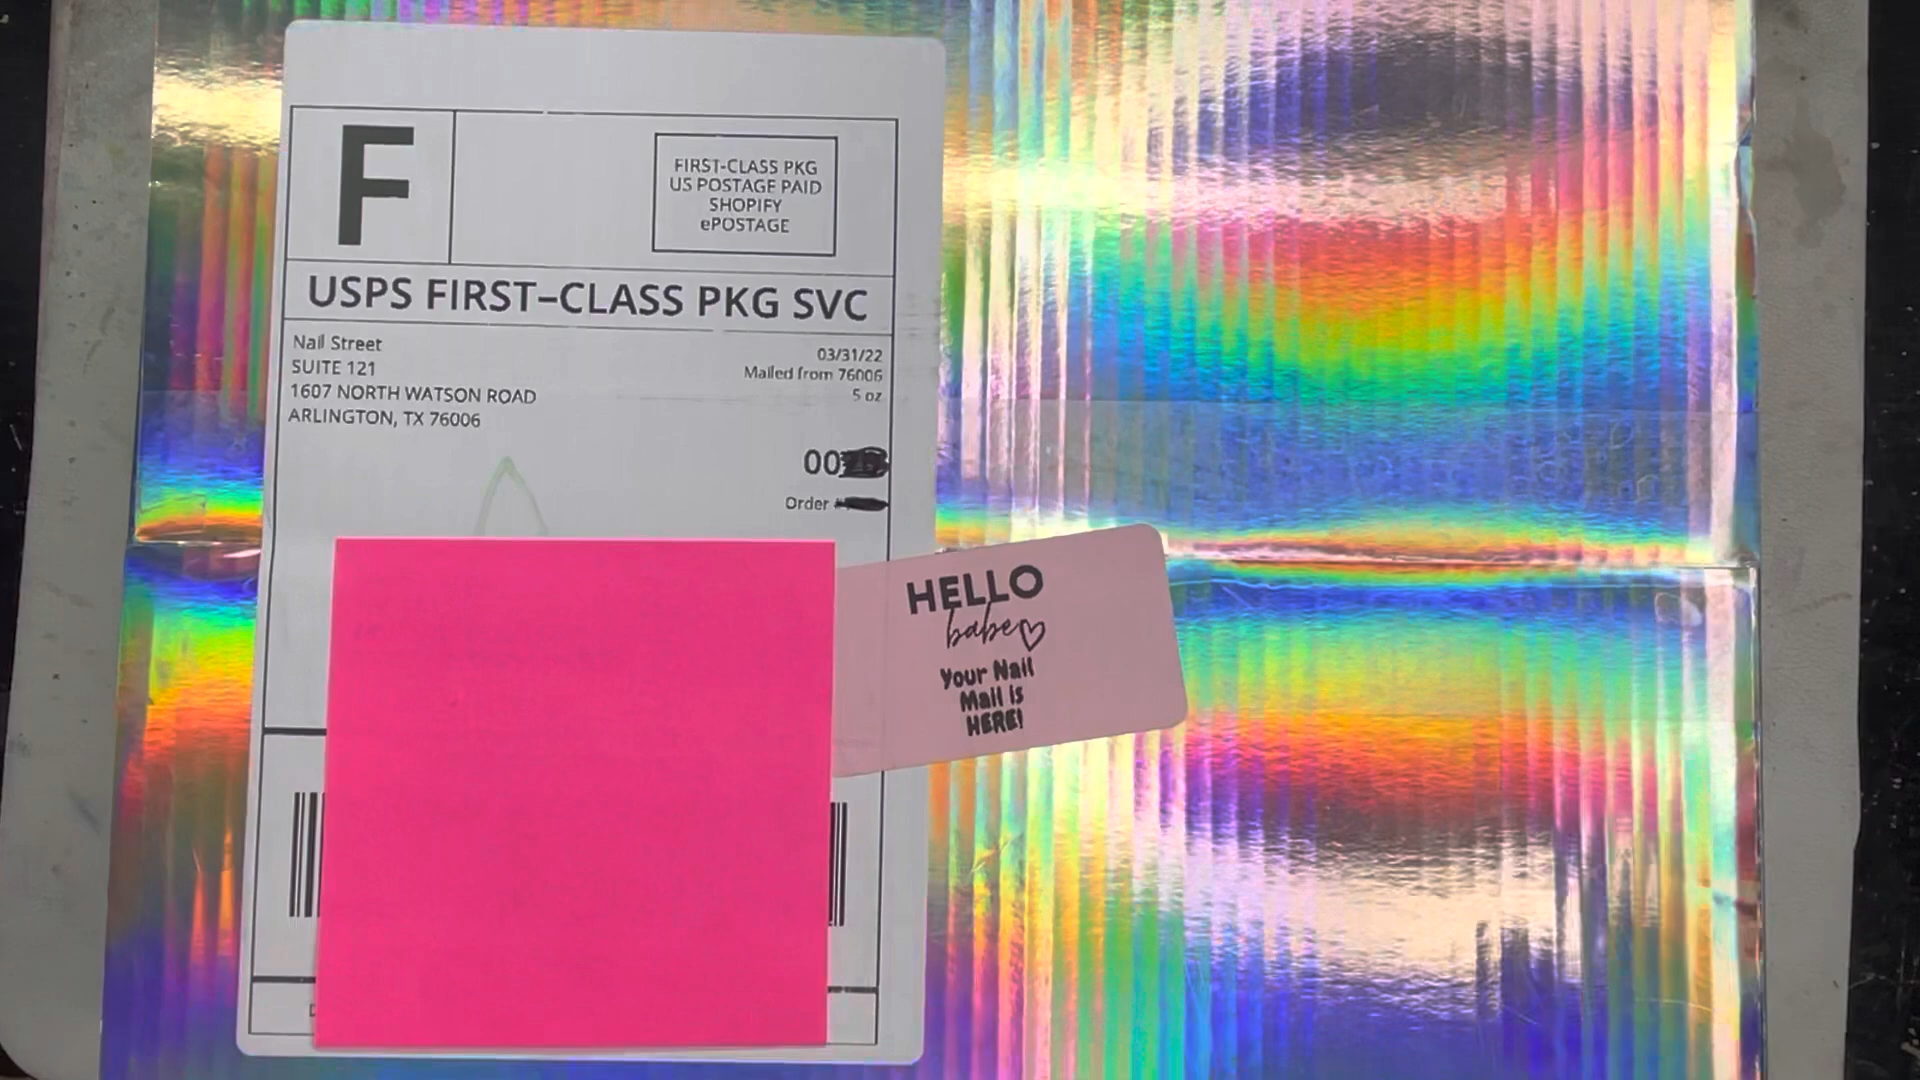 F
FIRST-CLASS PKG
US POSTAGE PAID
SHOPIFY
ePOSTAGE
USPS FIRST-CLASS PKG SVC
Nail Street
SUITE 121
1607 NORTH WATSON ROAD
ARLINGTON, TX 76006
03/31/22
Mailed from 76006
5 oz
00
Order
HELLO
babe
Your Nail
Mail is
HERE!